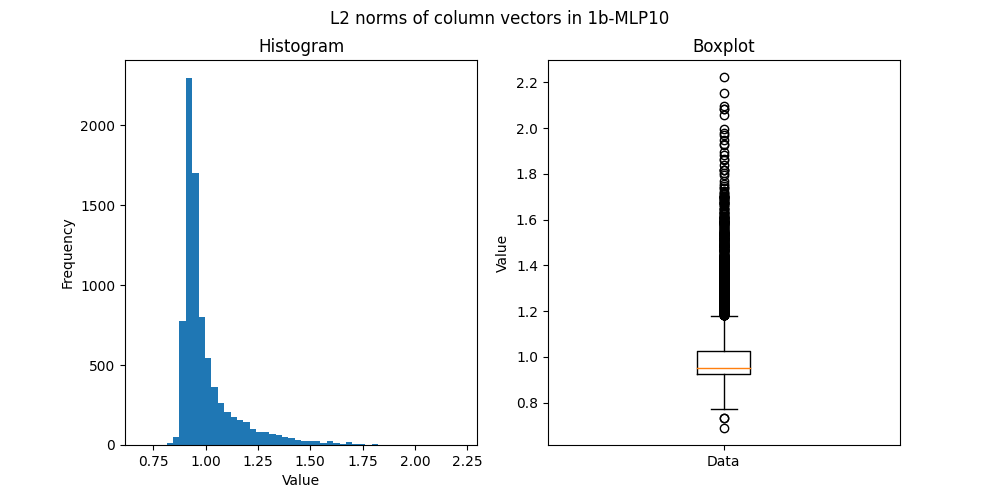 L2 norms of column vectors in 1b-MLP10
Histogram
Frequency
2000
1500
1000
500
0
0.75 1.00 1.25 1.50 1.75 2.00 2.25
Value
Boxplot
Value
2.2
2.0
1.8
1.6
1.4
1.2
1.0
0.8
Data